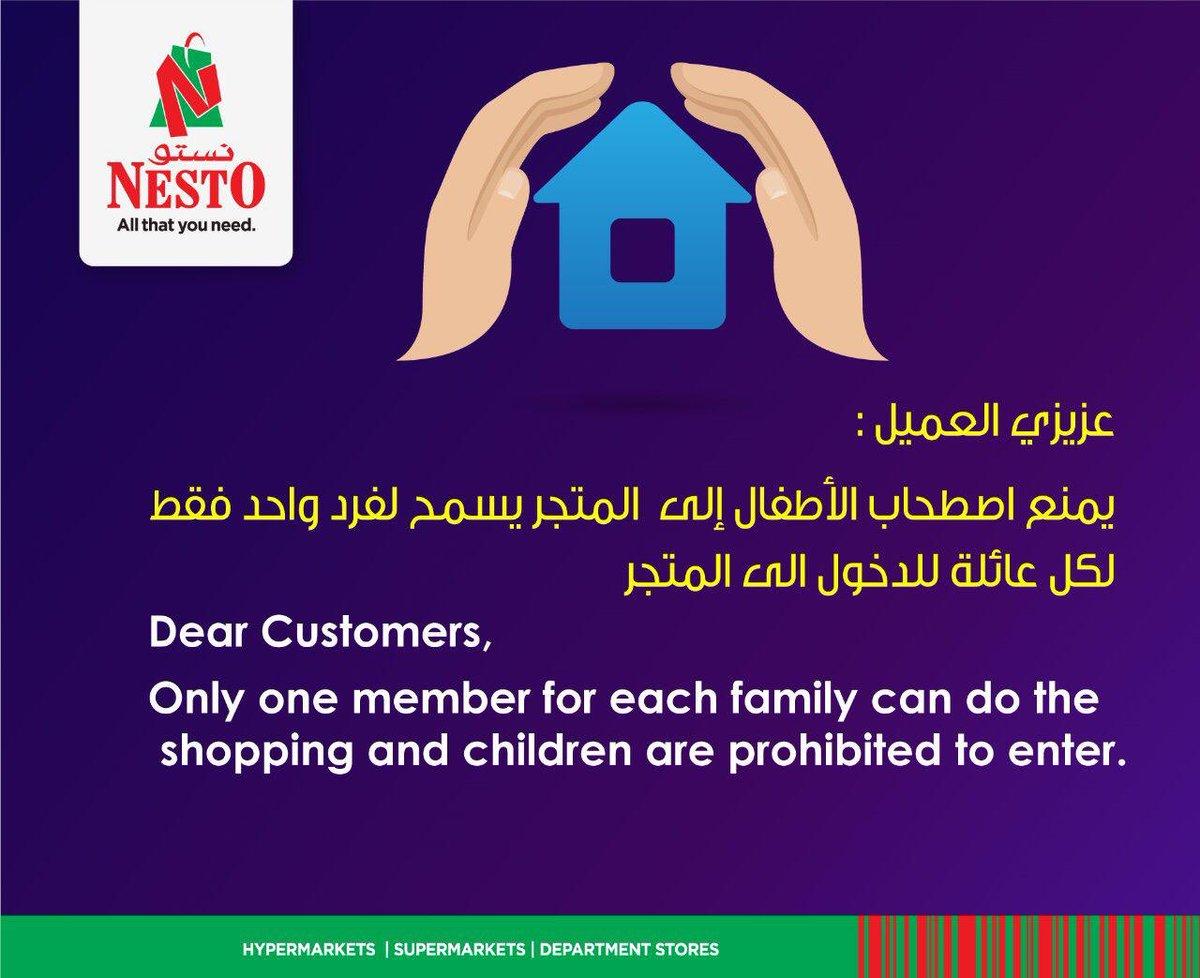 نستو
NESTO
All that you need.
عزيزي العميل :
يمنع اصطحاب الأطفال إلى المتجر يسمح لفرد واحد فقط
لكل عائلة للدخول الى المتجر
Dear Customers,
Only one member for each family can do the
shopping and children are prohibited to enter.
HYPERMARKETS | SUPERMARKETS | DEPARTMENT STORES